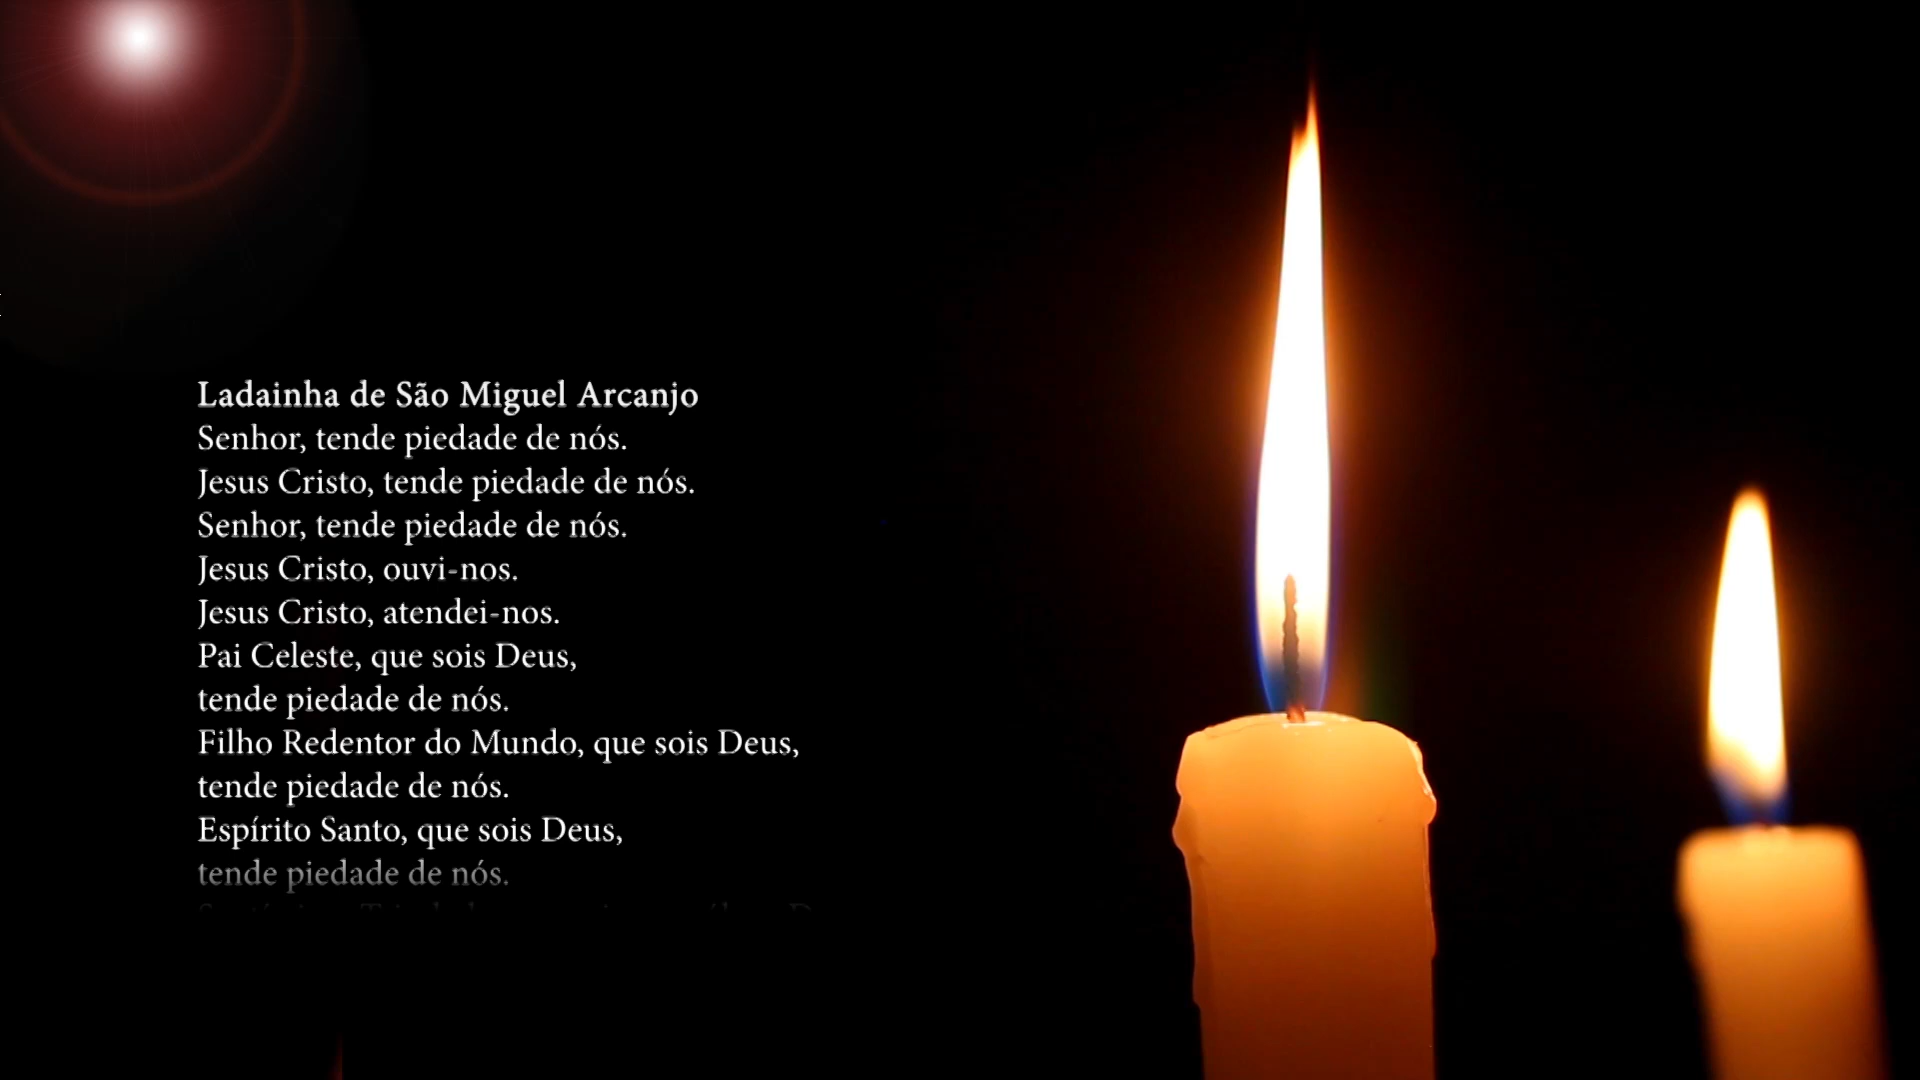 Ladainha de São Miguel Arcanjo
Senhor, tende piedade de nós.
Jesus Cristo, tende piedade de nós.
Senhor, tende piedade de nós.
Jesus Cristo, ouvi-nos.
Jesus Cristo, atendei-nos.
Pai Celeste, que sois Deus,
tende piedade de nós.
Filho Redentor do Mundo, que sois Deus,
tende piedade de nós.
Espírito Santo, que sois Deus,
tende piedade de nós.